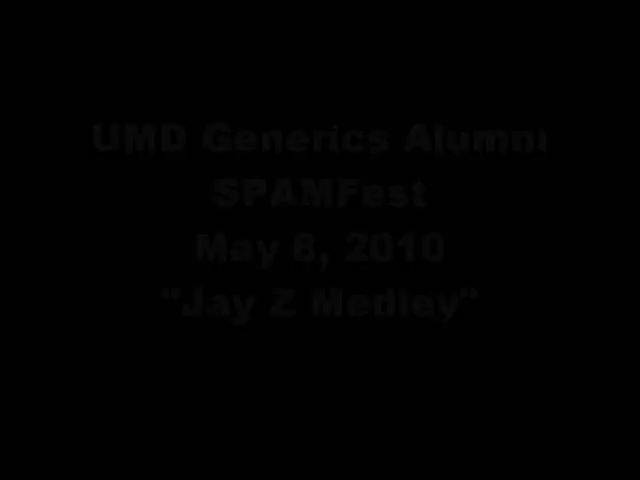 UMD Generics Alumni
SPAMFest
May 8, 2010
"Jay Z Medley"